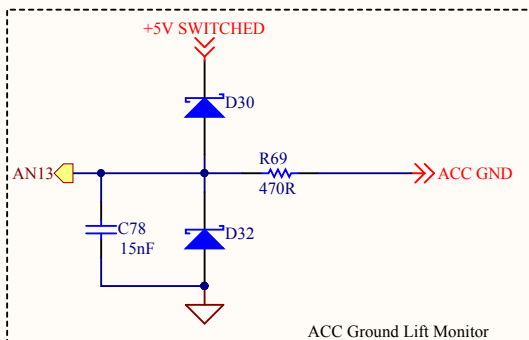 +5V SWITCHED
D30
R69
AN13
ACC GND
470R
C78
D32
15nF
ACC Ground Lift Monitor